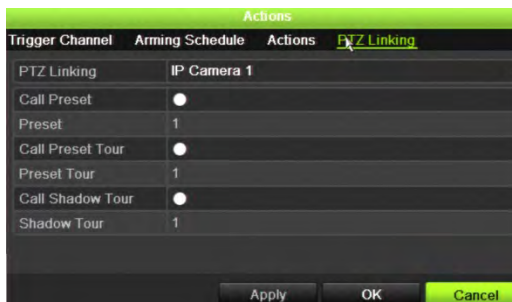 Actions
Trigger Channel Arming Schedule Actions PTZ Linking
PTZ Linking IP Camera 1
Call Preset
Preset 1
Call Preset Tour
Preset Tour 1
Call Shadow Tour
Shadow Tour 1
Apply OK Cancel